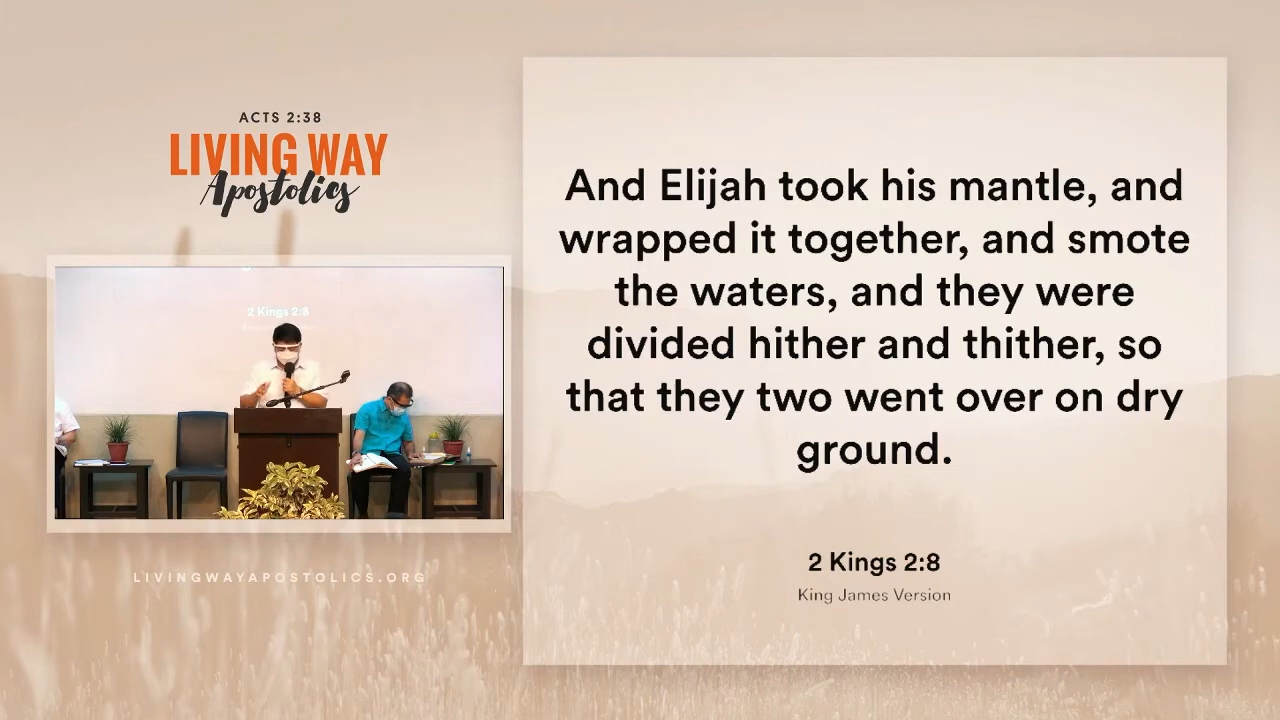 ACTS 2:38
LIVING WAY
Apostolics
2 Kings 2:8
LIVINGWAYAPOSTOLICS.ORG
And Elijah took his mantle, and
wrapped it together, and smote
the waters, and they were
divided hither and thither, so
that they two went over on dry
ground.
2 Kings 2:8
King James Version